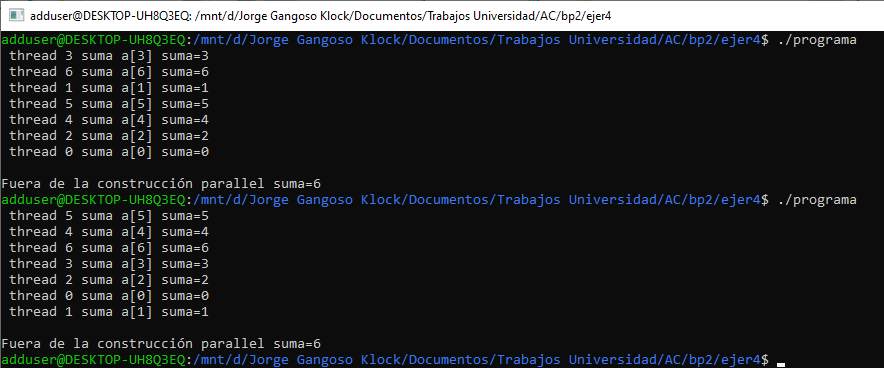 adduser@DESKTOP-UH8Q3EQ: /mnt/d/Jorge Gangoso Klock/Documentos/Trabajos Universidad/AC/bp2/ejer4
adduser@DESKTOP-UH8Q3EQ:/mnt/d/Jorge Gangoso Klock/Documentos/Trabajos Universidad/AC/bp2/ejer4$ ./programa
thread 3 suma a[3] suma=3
thread 6 suma a[6] suma=6
thread 1 suma a[1] suma=1
thread 5 suma a[5] suma=5
thread 4 suma a[4] suma=4
thread 2 suma a[2] suma=2
thread 0 suma a[0] suma=0
Fuera de la construcción parallel suma=6
adduser@DESKTOP-UH8Q3EQ:/mnt/d/Jorge Gangoso Klock/Documentos/Trabajos Universidad/AC/bp2/ejer4$ ./programa
thread 5 suma a[5] suma=5
thread 4 suma a[4] suma=4
thread 6 suma a[6] suma=6
thread 3 suma a[3] suma=3
thread 2 suma a[2] suma=2
thread 0 suma a[0] suma=0
thread 1 suma a[1] suma=1
Fuera de la construcción parallel suma=6
adduser@DESKTOP-UH8Q3EQ:/mnt/d/Jorge Gangoso Klock/Documentos/Trabajos Universidad/AC/bp2/ejer4$